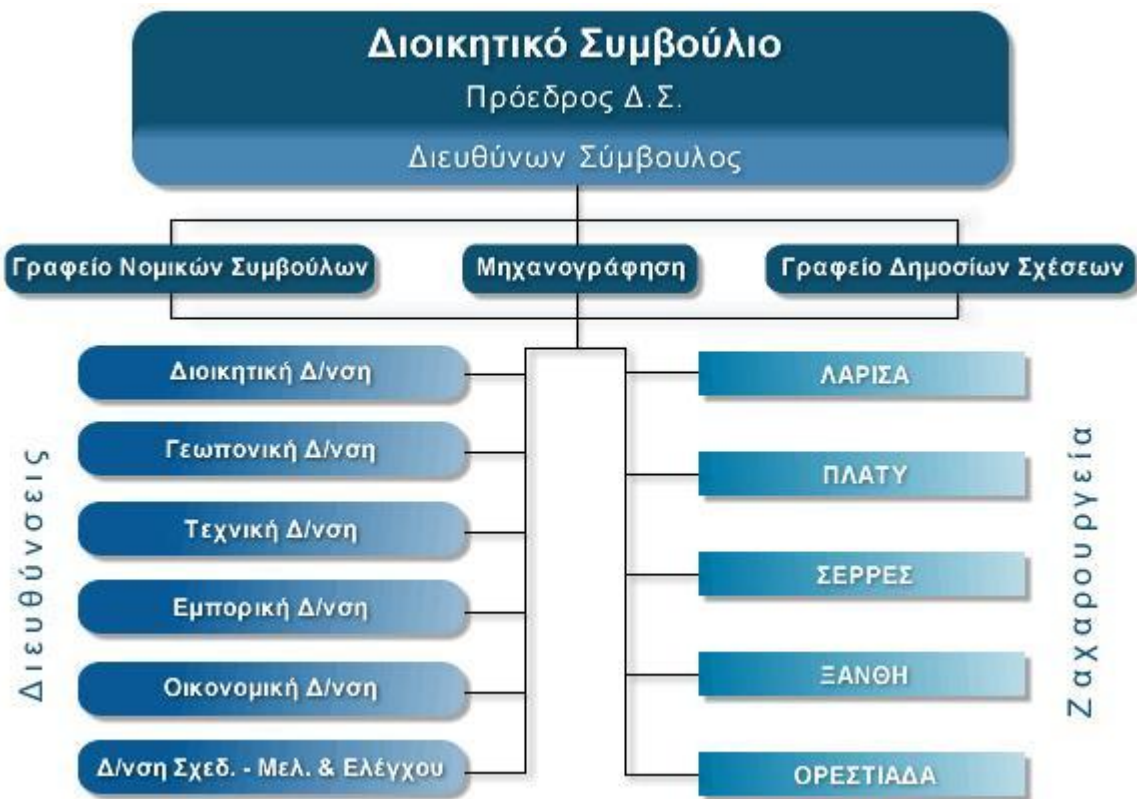 Διοικητικό Συμβούλιο
Πρόεδρος Δ.Σ.
Διευθύνων Σύμβουλος
Γραφείο Νομικών Συμβούλων
Μηχανογράφηση
Γραφείο Δημοσίων Σχέσεων
Διευθύνσεις
Διοικητική Δ/νση
Γεωπονική Δ/νση
Τεχνική Δ/νση
Εμπορική Δ/νση
Οικονομική Δ/νση
Δ/νση Σχεδ. - Μελ. & Ελέγχου
ΛΑΡΙΣΑ
ΠΛΑΤΥ
ΣΕΡΡΕΣ
ΞΑΝΘΗ
ΟΡΕΣΤΙΑΔΑ
Ζαχαρουργεία